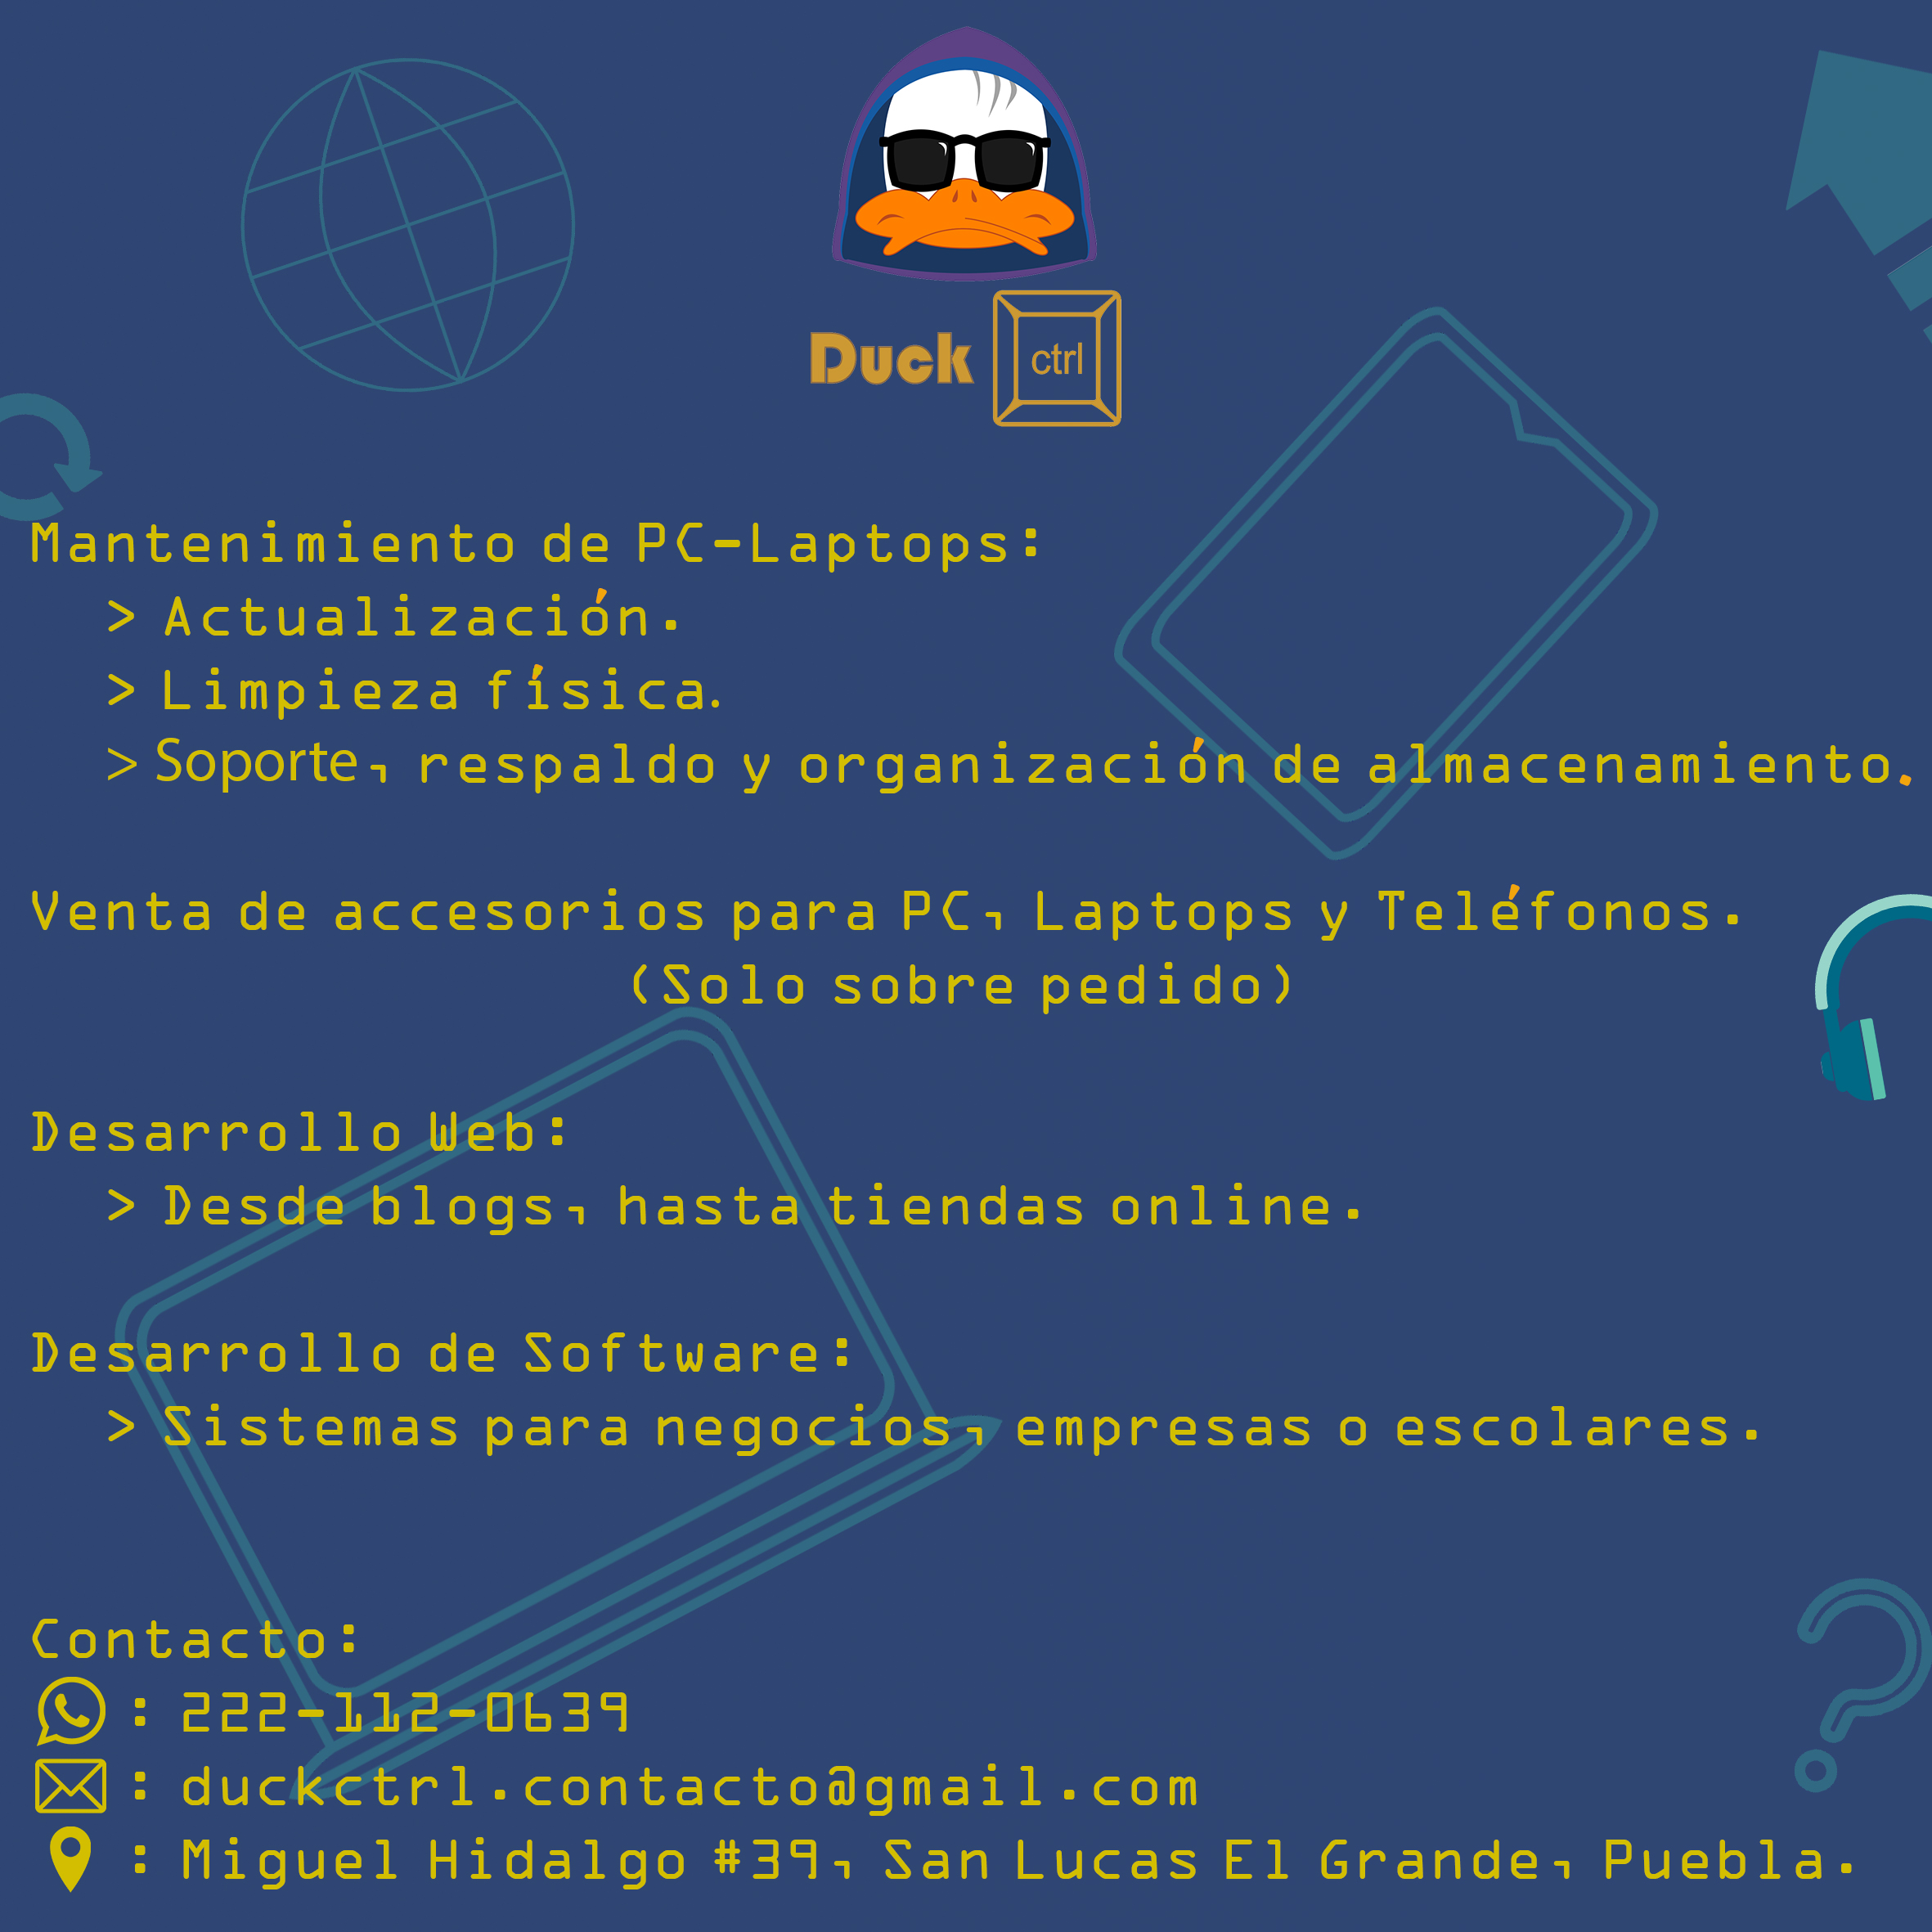 Duck ctrl
Mantenimiento de PC-Laptops:
> Actualización.
> Limpieza física.
> Soporte, respaldo y organización de almacenamiento.
Venta de accesorios para PC, Laptops y Teléfonos.
(Solo sobre pedido)
Desarrollo Web:
> Desde blogs, hasta tiendas online.
Desarrollo de Software:
> Sistemas para negocios, empresas o escolares.
Contacto:
: 222-112-0639
: duckctrl.contacto@gmail.com
: Miguel Hidalgo #39, San Lucas El Grande, Puebla.